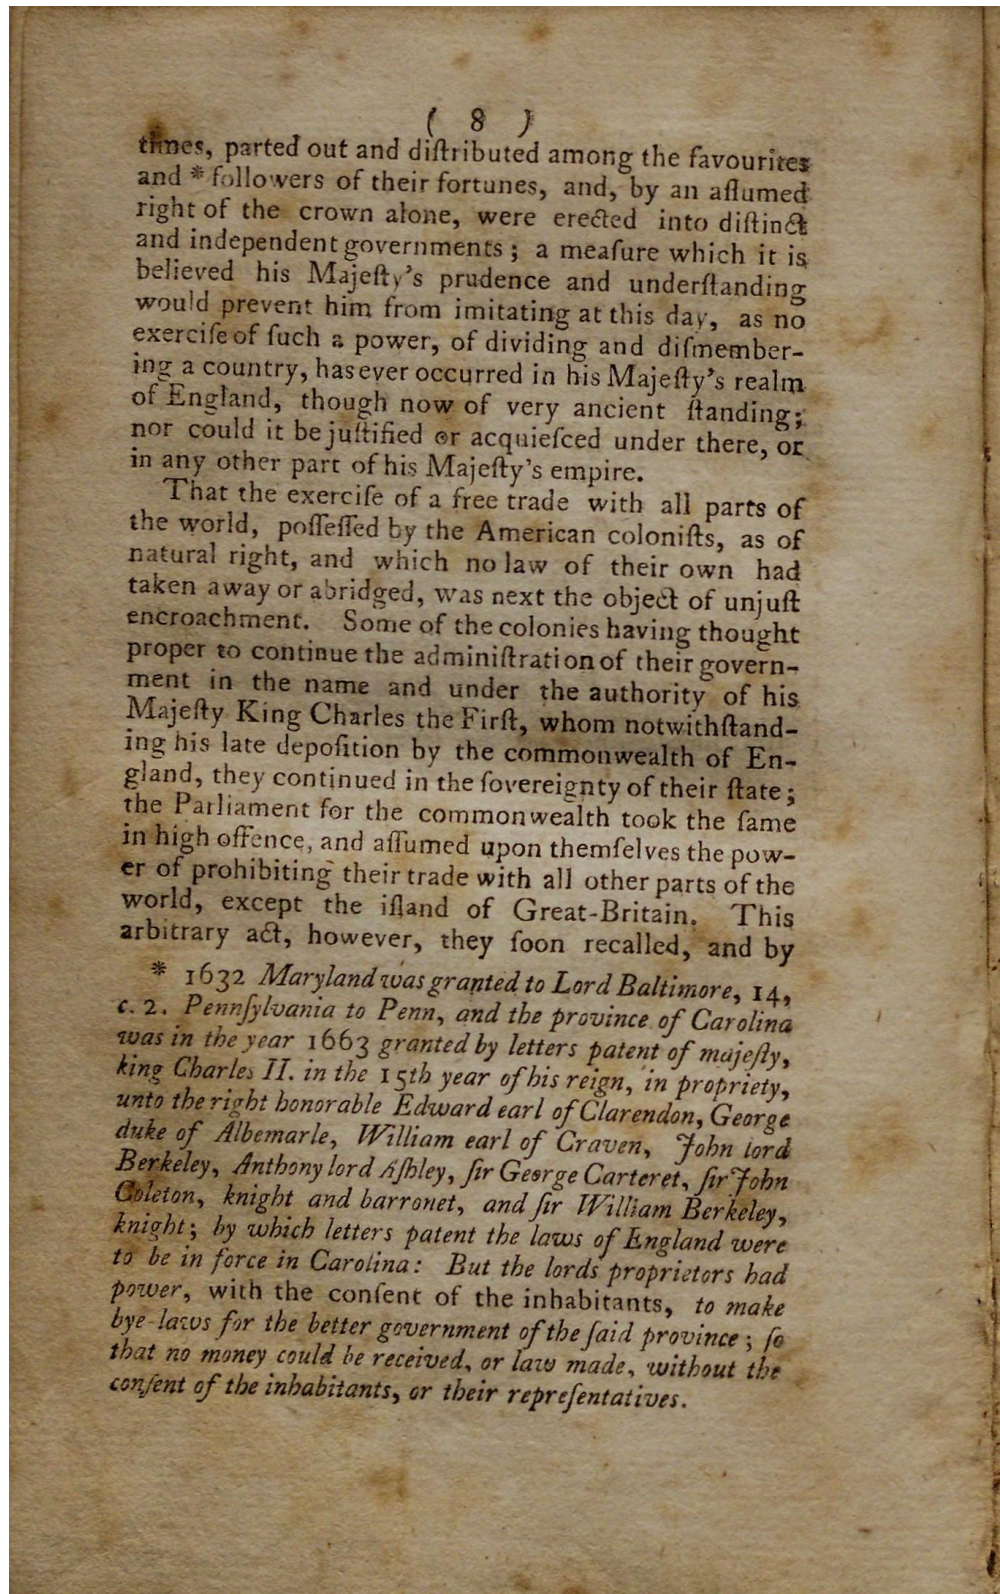 ( 8 )
times, parted out and diſtributed among the favourites
and * followers of their fortunes, and, by an aſſumed
right of the crown alone, were erected into diſtinct
and independent governments ; a meaſure which it is
believed his Majeſty's prudence and underſtanding
would prevent him from imitating at this day, as no
exerciſe of ſuch a power, of dividing and diſmember-
ing a country, has ever occurred in his Majeſty's realm
of England, though now of very ancient ſtanding;
nor could it be juſtified or acquieſced under there, or
in any other part of his Majeſty's empire.
That the exerciſe of a free trade with all parts of
the world, poſſeſſed by the American coloniſts, as of
natural right, and which no law of their own had
taken away or abridged, was next the object of unjuſt
encroachment. Some of the colonies having thought
proper to continue the adminiſtration of their govern-
ment in the name and under the authority of his
Majeſty King Charles the Firſt, whom notwithſtand-
ing his late depoſition by the commonwealth of En-
gland, they continued in the ſovereignty of their ſtate;
the Parliament for the commonwealth took the ſame
in high offence, and aſſumed upon themſelves the pow-
er of prohibiting their trade with all other parts of the
world, except the iſland of Great-Britain. This
arbitrary act, however, they ſoon recalled, and by
* 1632 Maryland was granted to Lord Baltimore, 14,
c. 2. Pennſylvania to Penn, and the province of Carolina
was in the year 1663 granted by letters patent of majeſty,
king Charles II. in the 15th year of his reign, in propriety,
unto the right honorable Edward earl of Clarendon, George
duke of Albemarle, William earl of Craven, John lord
Berkeley, Anthony lord Aſhley, ſir George Carteret, ſir John
Coleton, knight and barronet, and ſir William Berkeley,
knight; by which letters patent the laws of England were
to be in force in Carolina: But the lords proprietors had
power, with the conſent of the inhabitants, to make
bye-laws for the better government of the ſaid province; ſo
that no money could be received, or law made, without the
conſent of the inhabitants, or their repreſentatives.